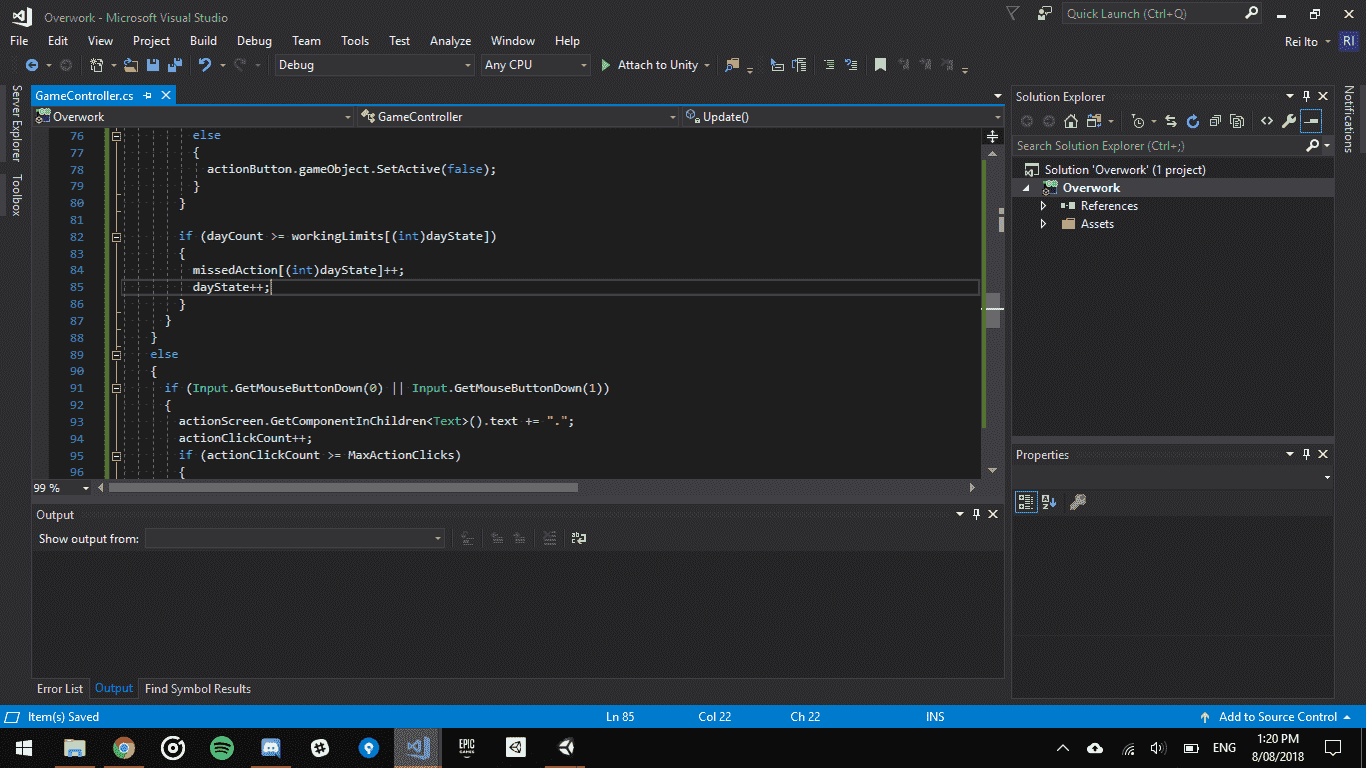 Overwork - Microsoft Visual Studio
Quick Launch (Ctrl+Q)
File Edit View Project Build Debug Team Tools Test Analyze Window Help
Rei Ito RI
Debug Any CPU Attach to Unity
Server Explorer
Toolbox
GameController.cs
Overwork GameController Update()
76 else
77 {
78 actionButton.gameObject.SetActive(false);
79 }
80 }
81
82 if (dayCount >= workingLimits[(int)dayState])
83 {
84 missedAction[(int)dayState]++;
85 dayState++;
86 }
87 }
88 }
89 else
90 {
91 if (Input.GetMouseButtonDown(0) || Input.GetMouseButtonDown(1))
92 {
93 actionScreen.GetComponentInChildren<Text>().text += ".";
94 actionClickCount++;
95 if (actionClickCount >= MaxActionClicks)
96 {
99 %
Output
Show output from:
Error List Output Find Symbol Results
Solution Explorer
Search Solution Explorer (Ctrl+;)
Solution 'Overwork' (1 project)
Overwork
References
Assets
Properties
Notifications
Item(s) Saved Ln 85 Col 22 Ch 22 INS Add to Source Control
EPIC GAMES
ENG
1:20 PM
8/08/2018